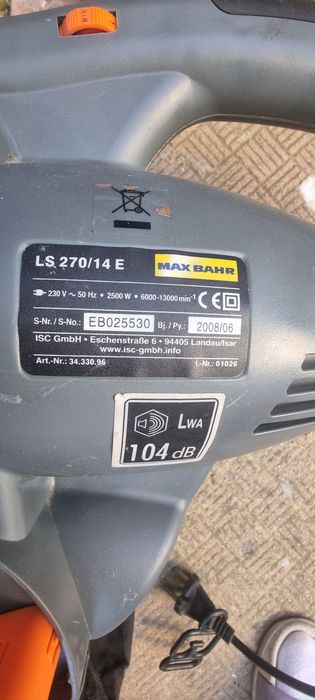 LS 270/14 E MAX BAHR
230 V ~ 50 Hz • 2500 W • 6000-13000 min⁻¹ CE
S-Nr. / S-No.: EB025530 Bj. / Py.: 2008/06
ISC GmbH • Eschenstraße 6 • 94405 Landau/Isar
www.isc-gmbh.info
Art.-Nr.: 34.330.96 I.-Nr.: 01026
LWA
104 dB